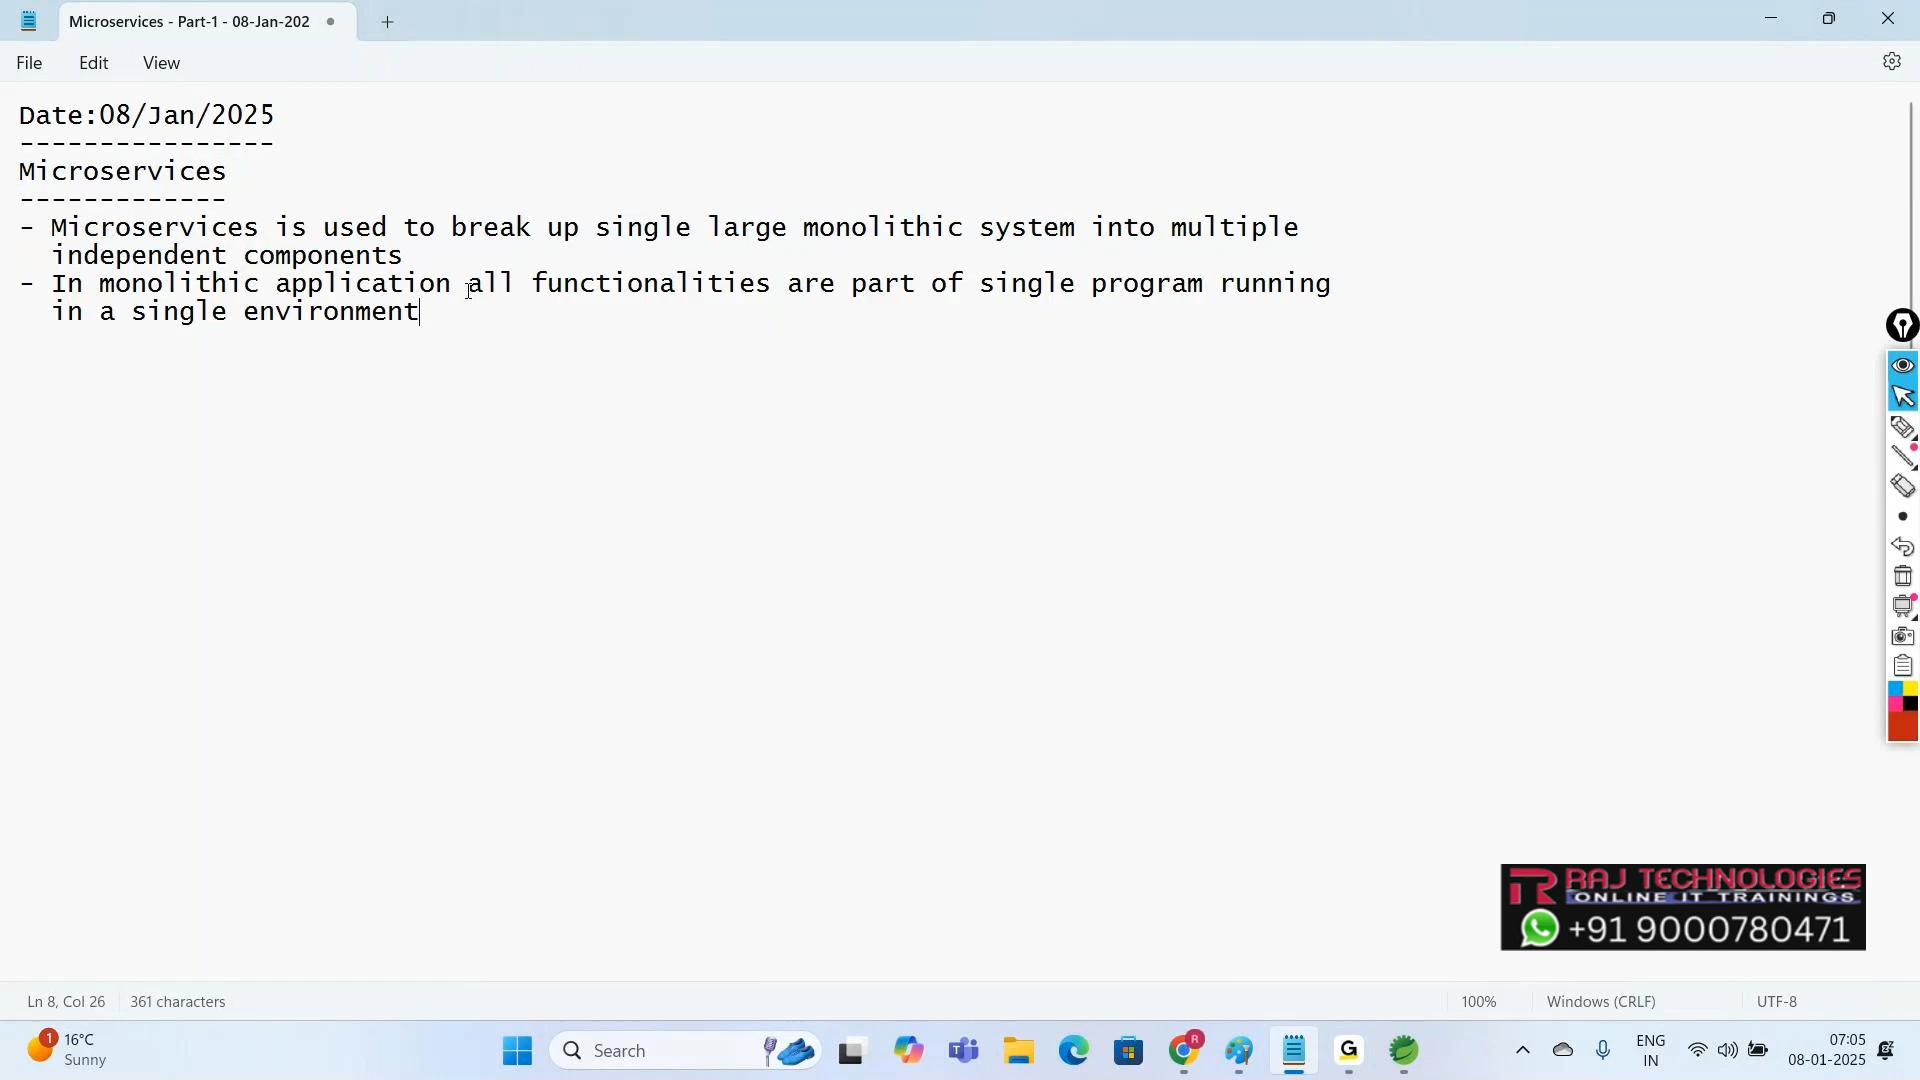 Microservices - Part-1 - 08-Jan-202
File Edit View
Date:08/Jan/2025
----------------
Microservices
-------------
- Microservices is used to break up single large monolithic system into multiple
independent components
- In monolithic application all functionalities are part of single program running
in a single environment
RAJ TECHNOLOGIES
ONLINE IT TRAININGS
+91 9000780471
Ln 8, Col 26 361 characters 100% Windows (CRLF) UTF-8
1 16°C
Sunny
Search
R
G
ENG
IN
07:05
08-01-2025